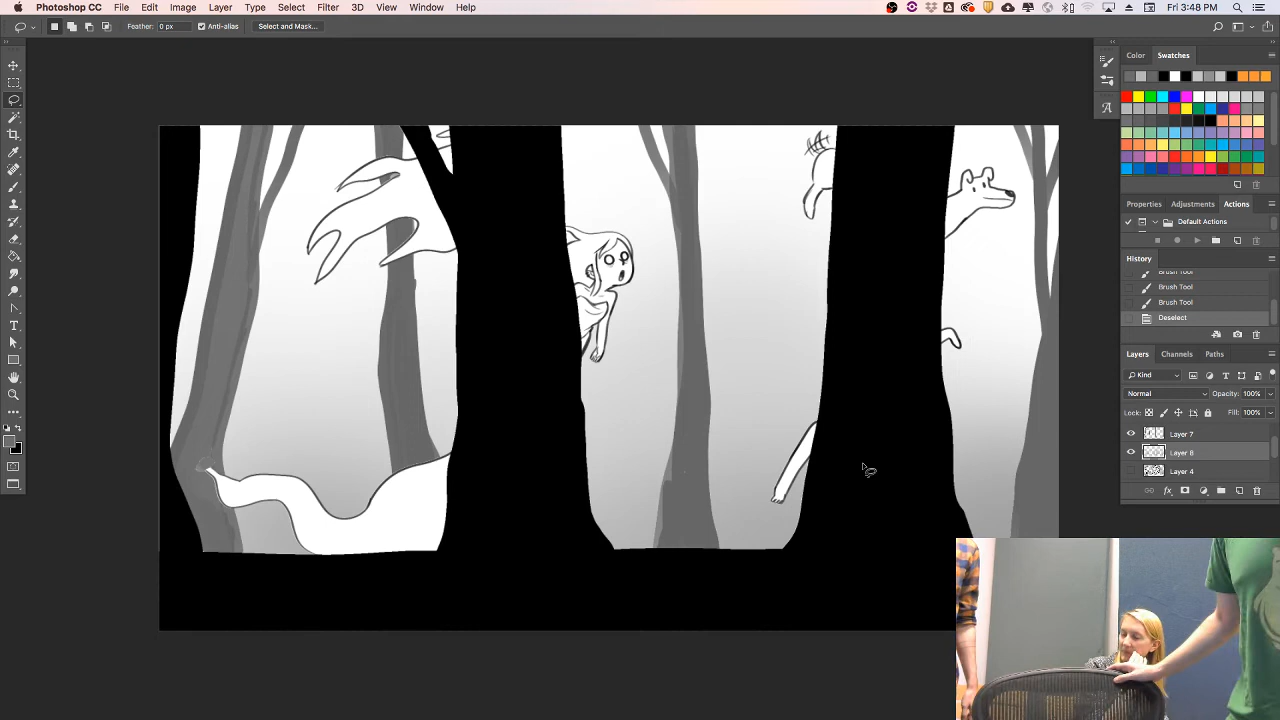 Photoshop CC File Edit Image Layer Type Select Filter 3D View Window Help Fri 3:48 PM
Feather: 0 px Anti-alias Select and Mask...
Color Swatches
A
Properties Adjustments Actions
Default Actions
History
Brush Tool
Brush Tool
Brush Tool
Deselect
Layers Channels Paths
Kind
Normal Opacity: 100%
Lock: Fill: 100%
Layer 7
Layer 8
Layer 4
fx